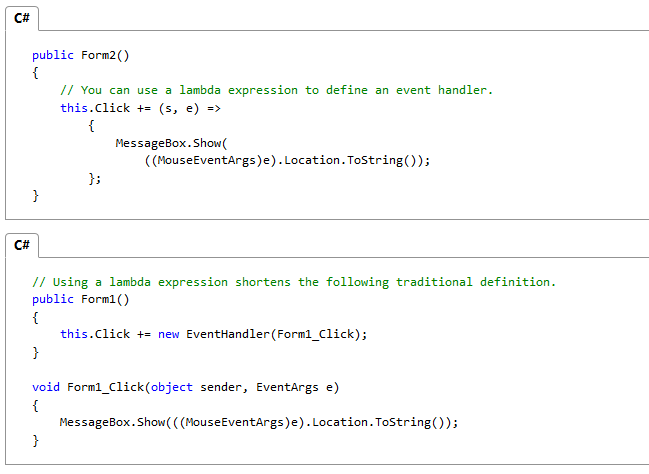 C#
public Form2()
{
    // You can use a lambda expression to define an event handler.
    this.Click += (s, e) =>
        {
            MessageBox.Show(
                ((MouseEventArgs)e).Location.ToString());
        };
}
C#
// Using a lambda expression shortens the following traditional definition.
public Form1()
{
    this.Click += new EventHandler(Form1_Click);
}
void Form1_Click(object sender, EventArgs e)
{
    MessageBox.Show(((MouseEventArgs)e).Location.ToString());
}